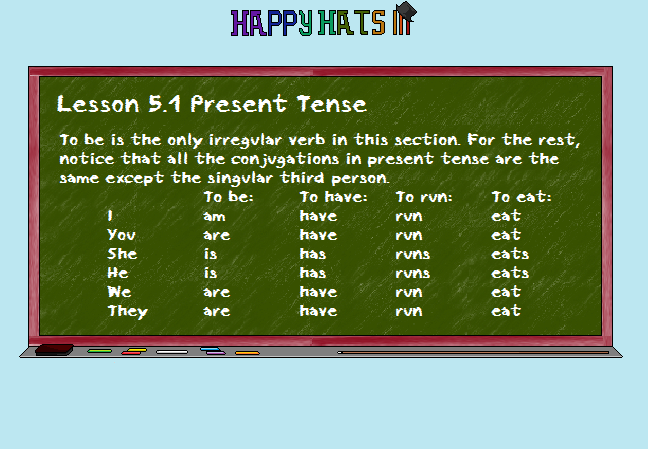 HAPPY HATS III
Lesson 5.1 Present Tense
To be is the only irregular verb in this section. For the rest,
notice that all the conjugations in present tense are the
same except the singular third person.
To be: To have: To run: To eat:
I am have run eat
You are have run eat
She is has runs eats
He is has runs eats
We are have run eat
They are have run eat